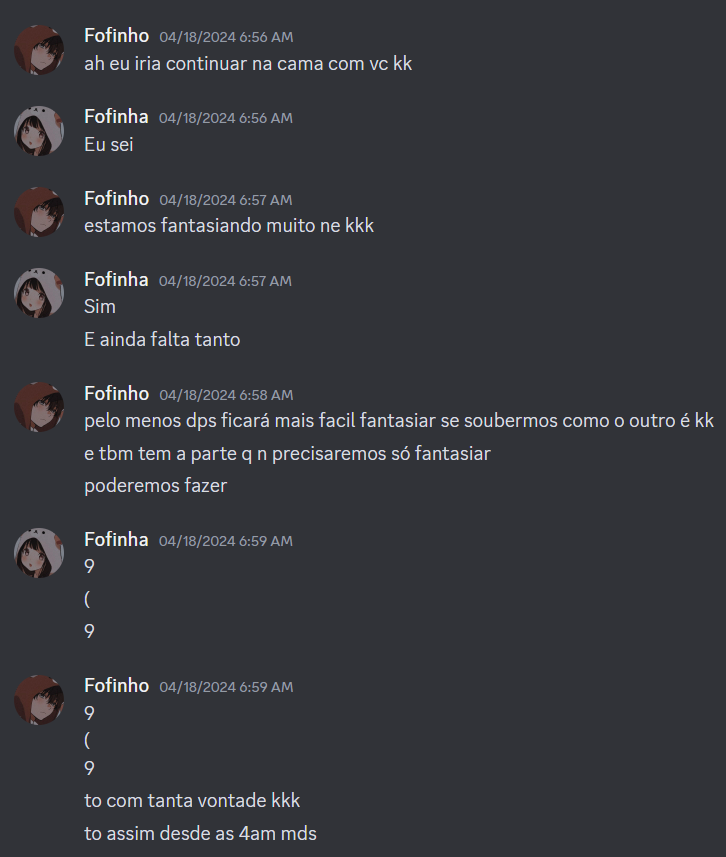 Fofinho 04/18/2024 6:56 AM
ah eu iria continuar na cama com vc kk
Fofinha 04/18/2024 6:56 AM
Eu sei
Fofinho 04/18/2024 6:57 AM
estamos fantasiando muito ne kkk
Fofinha 04/18/2024 6:57 AM
Sim
E ainda falta tanto
Fofinho 04/18/2024 6:58 AM
pelo menos dps ficará mais facil fantasiar se soubermos como o outro é kk
e tbm tem a parte q n precisaremos só fantasiar
poderemos fazer
Fofinha 04/18/2024 6:59 AM
9
(
9
Fofinho 04/18/2024 6:59 AM
9
(
9
to com tanta vontade kkk
to assim desde as 4am mds